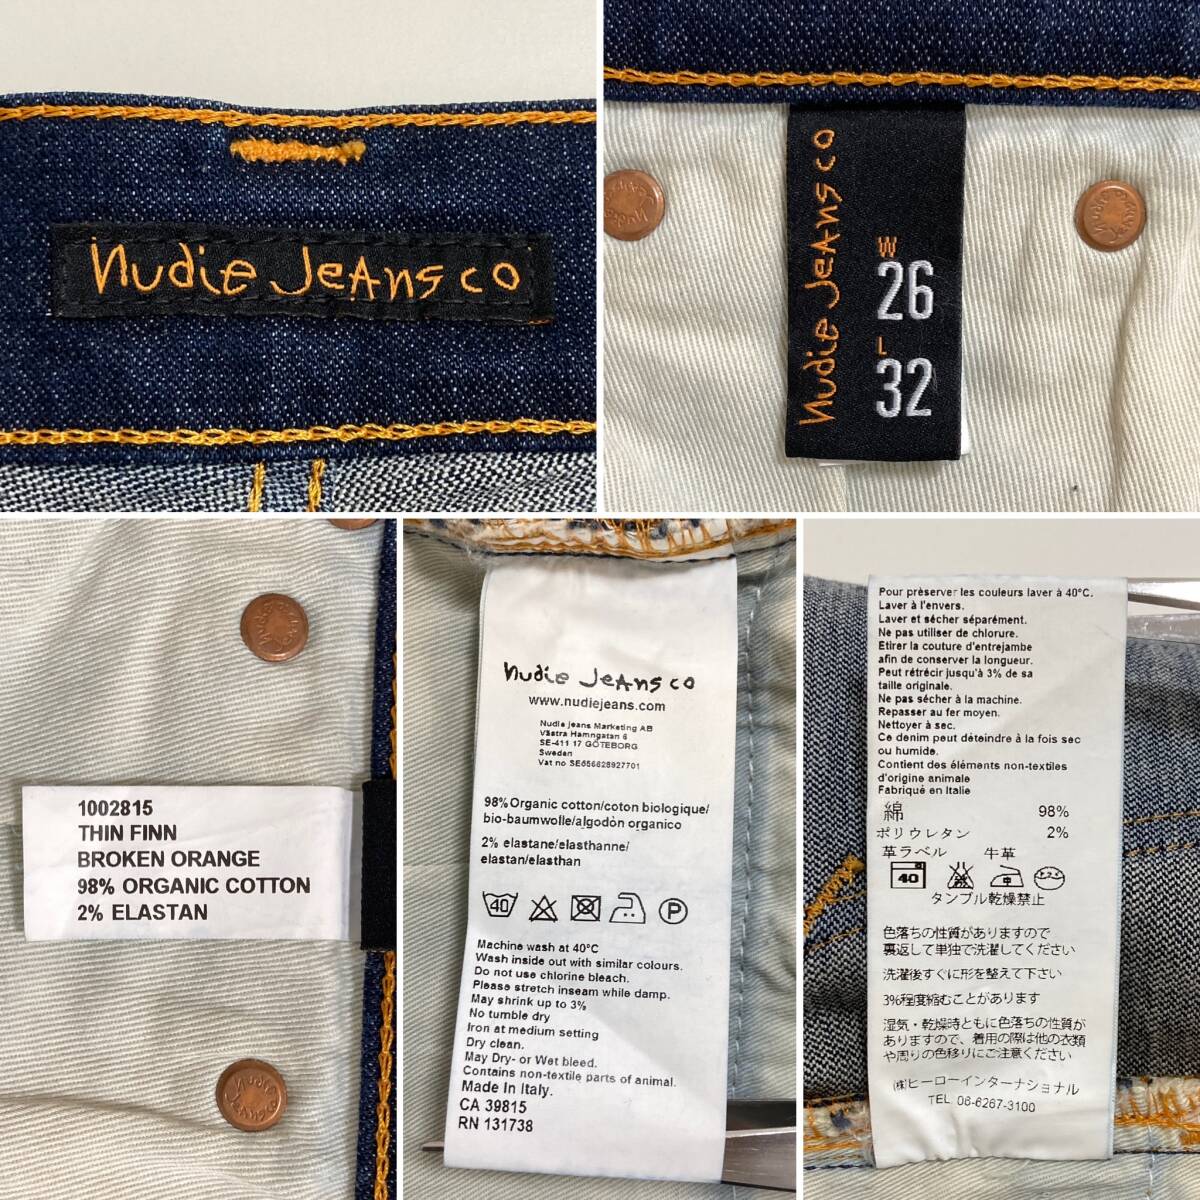 nudie JeAns co
nudie JeAns co
W
26
L
32
1002815
THIN FINN
BROKEN ORANGE
98% ORGANIC COTTON
2% ELASTAN
nudie JeAns co
www.nudiejeans.com
Nudie Jeans Marketing AB
Västra Hamngatan 6
SE-411 17 GÖTEBORG
Sweden
Vat no SE556628927701
98%Organic cotton/coton biologique/
bio-baumwolle/algodòn organico
2% elastane/elasthanne/
elastan/elasthan
40
P
Machine wash at 40°C
Wash inside out with similar colours.
Do not use chlorine bleach.
Please stretch inseam while damp.
May shrink up to 3%
No tumble dry
Iron at medium setting
Dry clean.
May Dry- or Wet bleed.
Contains non-textile parts of animal.
Made In Italy.
CA 39815
RN 131738
Pour prèserver les couleurs laver à 40°C.
Laver à l'envers.
Laver et sécher séparément.
Ne pas utiliser de chlorure.
Etirer la couture d'entrejambe
afin de conserver la longueur.
Peut rétrécir jusqu'à 3% de sa
taille originale.
Ne pas sécher à la machine.
Repasser au fer moyen.
Nettoyer à sec.
Ce denim peut déteindre à la fois sec
ou humide.
Contient des éléments non-textiles
d'origine animale
Fabriqué en Italie
綿 98%
ポリウレタン 2%
革ラベル 牛革
40 中
タンブル乾燥禁止
色落ちの性質がありますので
裏返して単独で洗濯してください
洗濯後すぐに形を整えて下さい
3%程度縮むことがあります
湿気・乾燥時ともに色落ちの性質が
ありますので、着用の際は他の衣類
や周りの色移りにご注意ください
㈱ヒーローインターナショナル
TEL 06-6267-3100